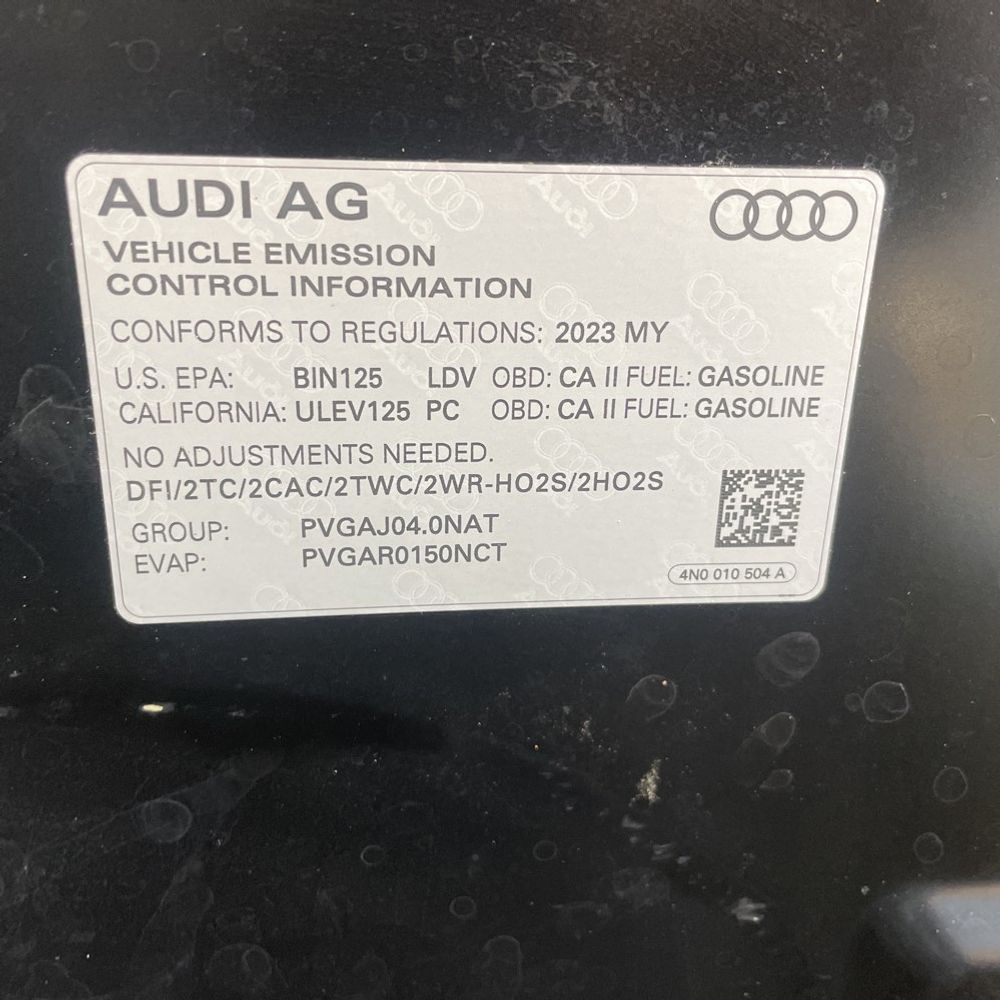 AUDI AG
VEHICLE EMISSION
CONTROL INFORMATION
CONFORMS TO REGULATIONS: 2023 MY
U.S. EPA: BIN125 LDV OBD: CA II FUEL: GASOLINE
CALIFORNIA: ULEV125 PC OBD: CA II FUEL: GASOLINE
NO ADJUSTMENTS NEEDED.
DFI/2TC/2CAC/2TWC/2WR-HO2S/2HO2S
GROUP: PVGAJ04.0NAT
EVAP: PVGAR0150NCT
4N0 010 504 A